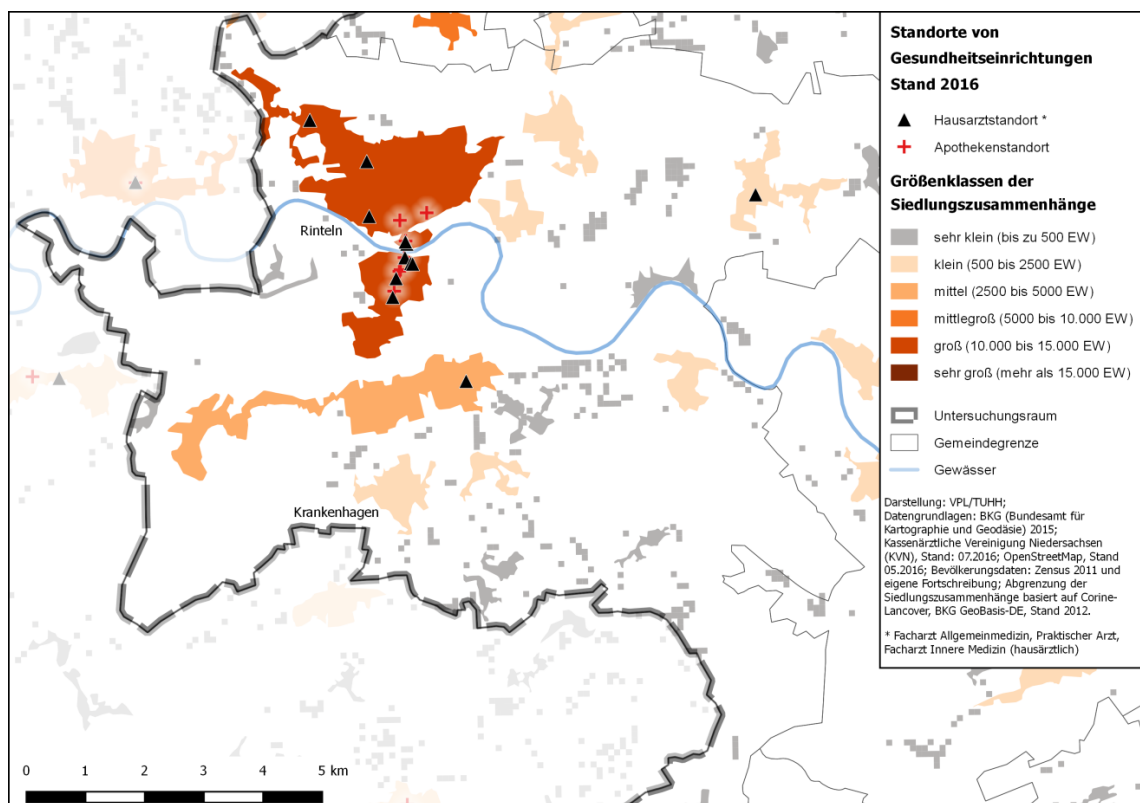 Standorte von
Gesundheitseinrichtungen
Stand 2016
Hausarztstandort *
Apothekenstandort
Größenklassen der
Siedlungszusammenhänge
sehr klein (bis zu 500 EW)
klein (500 bis 2500 EW)
mittel (2500 bis 5000 EW)
mittlegroß (5000 bis 10.000 EW)
groß (10.000 bis 15.000 EW)
sehr groß (mehr als 15.000 EW)
Untersuchungsraum
Gemeindegrenze
Gewässer
Darstellung: VPL/TUHH;
Datengrundlagen: BKG (Bundesamt für
Kartographie und Geodäsie) 2015;
Kassenärztliche Vereinigung Niedersachsen
(KVN), Stand: 07.2016; OpenStreetMap, Stand
05.2016; Bevölkerungsdaten: Zensus 2011 und
eigene Fortschreibung; Abgrenzung der
Siedlungszusammenhänge basiert auf Corine-
Lancover, BKG GeoBasis-DE, Stand 2012.
* Facharzt Allgemeinmedizin, Praktischer Arzt,
Facharzt Innere Medizin (hausärztlich)
Rinteln
Krankenhagen
0 1 2 3 4 5 km